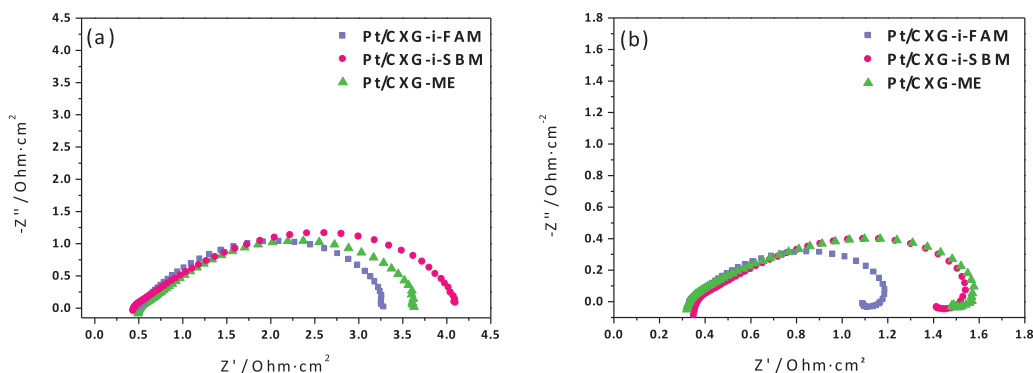 (a)
Pt/CXG-i-FAM
Pt/CXG-i-SBM
Pt/CXG-ME
4.5
4.0
3.5
3.0
2.5
2.0
1.5
1.0
0.5
0.0
-Z'' / Ohm·cm²
0.0 0.5 1.0 1.5 2.0 2.5 3.0 3.5 4.0 4.5
Z' / Ohm·cm²
(b)
Pt/CXG-i-FAM
Pt/CXG-i-SBM
Pt/CXG-ME
1.8
1.6
1.4
1.2
1.0
0.8
0.6
0.4
0.2
0.0
-Z'' / Ohm·cm⁻²
0.0 0.2 0.4 0.6 0.8 1.0 1.2 1.4 1.6 1.8
Z' / Ohm·cm²